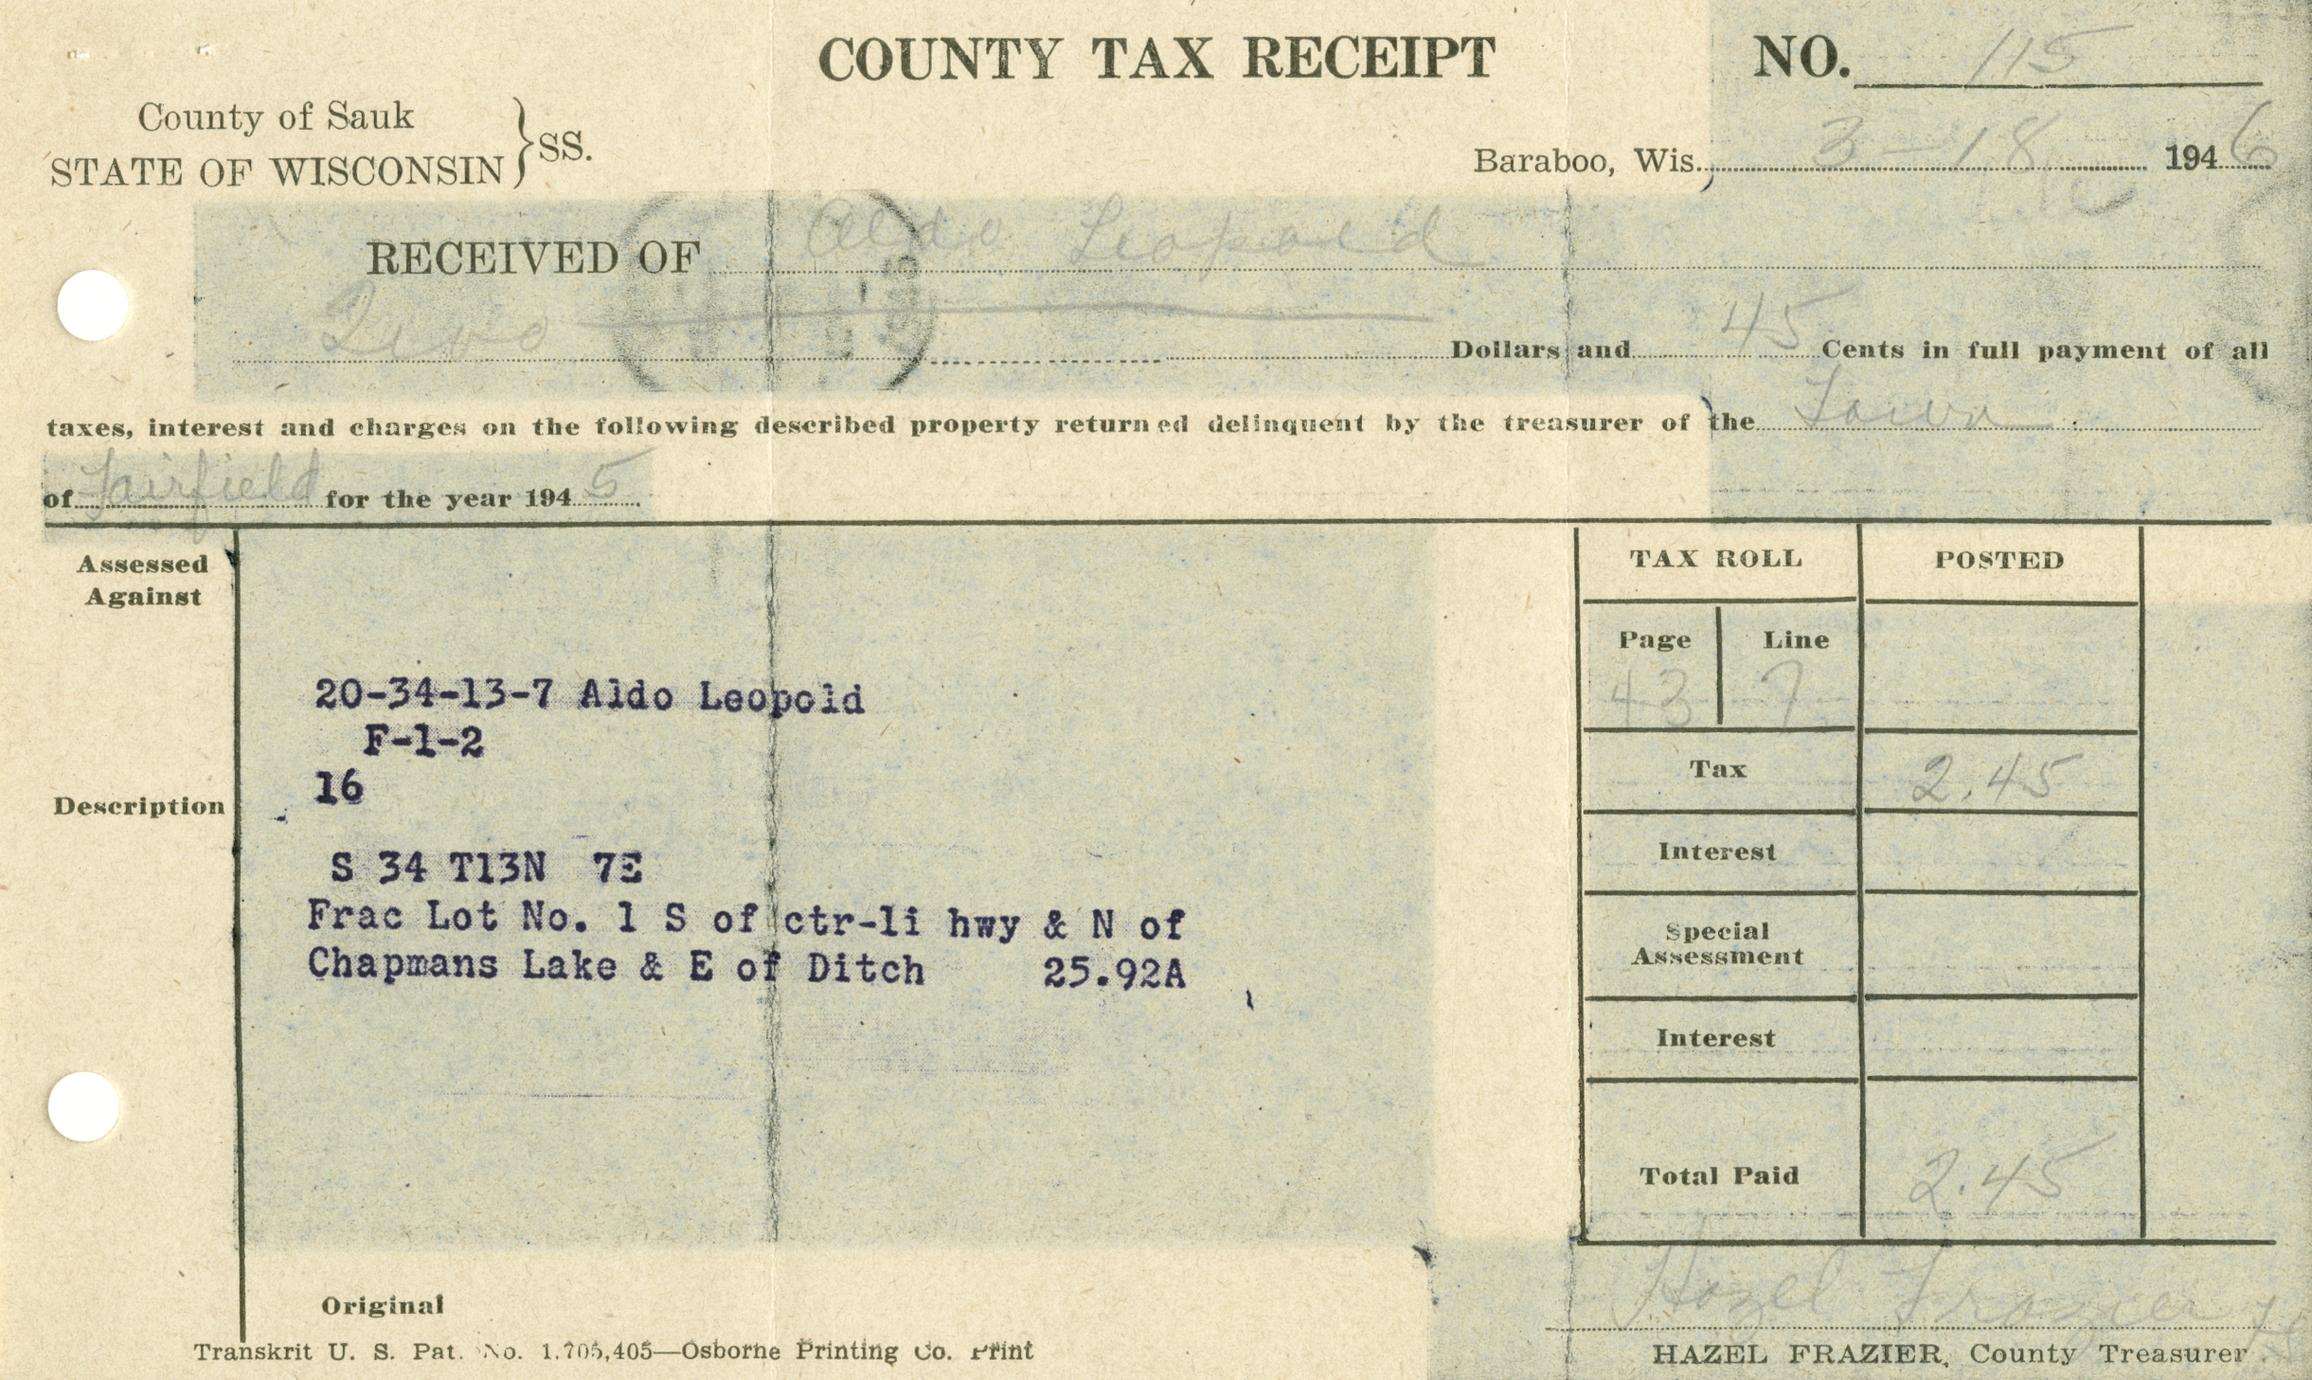 COUNTY TAX RECEIPT
NO. 115
County of Sauk
STATE OF WISCONSIN } SS.
Baraboo, Wis., 3-18 1946
RECEIVED OF Aldo Leopold
Two Dollars and 45 Cents in full payment of all
taxes, interest and charges on the following described property returned delinquent by the treasurer of the Town
of Fairfield for the year 1945
Assessed
Against
TAX ROLL POSTED
Page Line
43 7
20-34-13-7 Aldo Leopold
F-1-2
16
Description
S 34 T13N 7E
Frac Lot No. 1 S of ctr-li hwy & N of
Chapmans Lake & E of Ditch 25.92A
Tax 2.45
Interest
Special
Assessment
Interest
Total Paid 2.45
Original
Hazel Frazier
Transkrit U. S. Pat. No. 1,705,405—Osborne Printing Co. Print
HAZEL FRAZIER, County Treasurer.